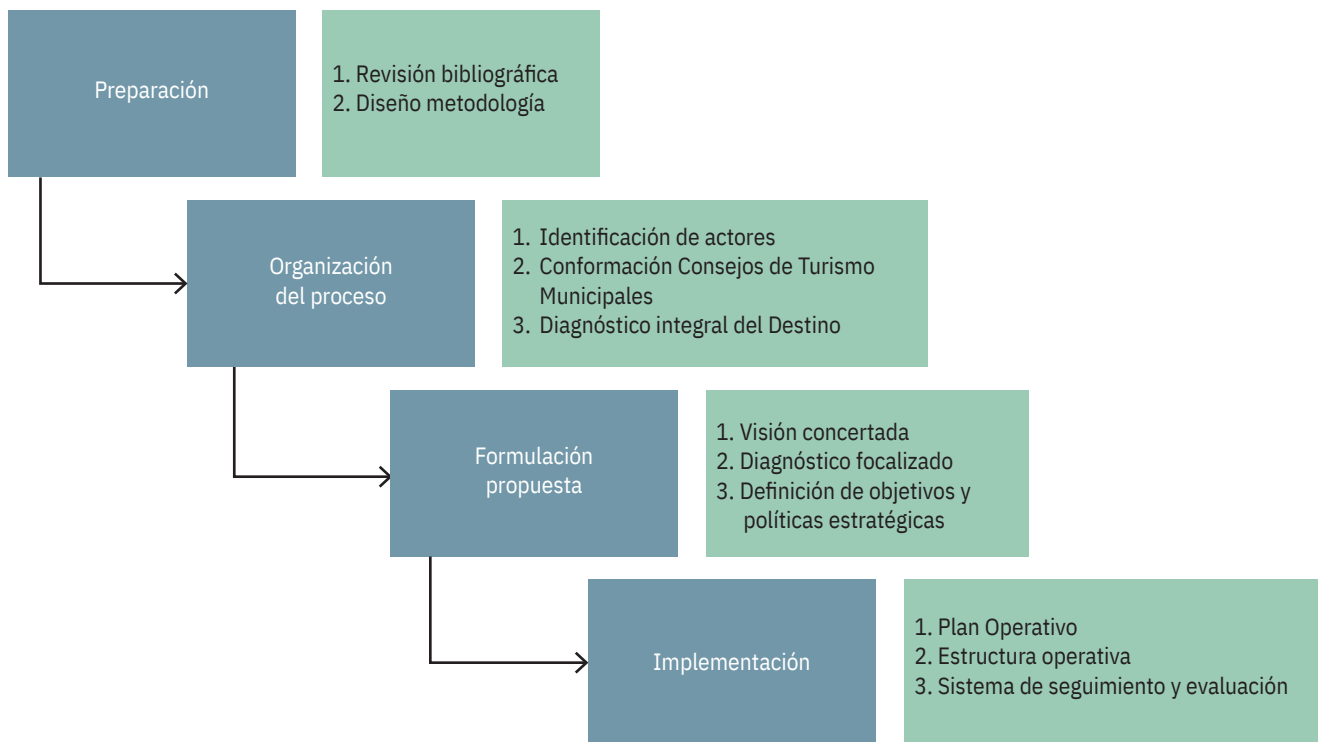 Preparación
1. Revisión bibliográfica
2. Diseño metodología
Organización
del proceso
1. Identificación de actores
2. Conformación Consejos de Turismo
Municipales
3. Diagnóstico integral del Destino
Formulación
propuesta
1. Visión concertada
2. Diagnóstico focalizado
3. Definición de objetivos y
políticas estratégicas
Implementación
1. Plan Operativo
2. Estructura operativa
3. Sistema de seguimiento y evaluación